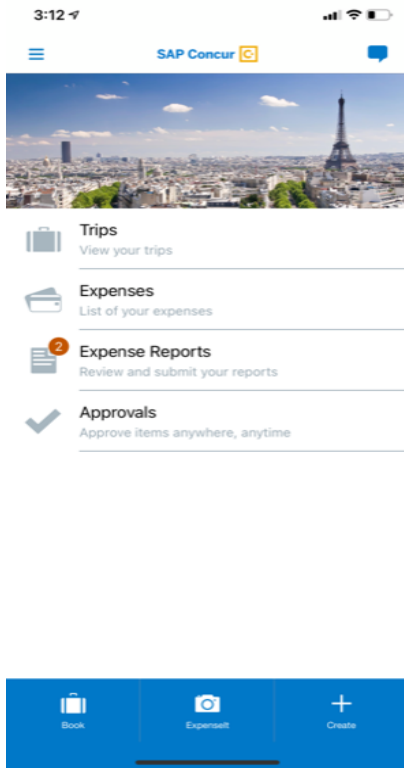 3:12
SAP Concur C
Trips
View your trips
Expenses
List of your expenses
2
Expense Reports
Review and submit your reports
Approvals
Approve items anywhere, anytime
Book
ExpenseIt
Create